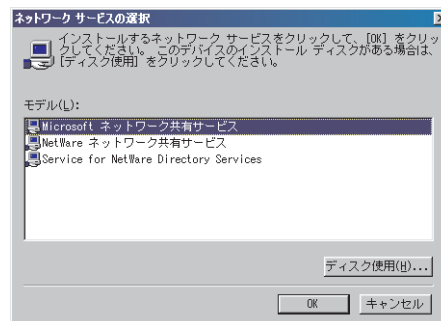 ネットワーク サービスの選択
インストールするネットワーク サービスをクリックして、[OK] をクリッ
クしてください。このデバイスのインストール ディスクがある場合は、
[ディスク使用] をクリックしてください。
モデル(L):
Microsoft ネットワーク共有サービス
NetWare ネットワーク共有サービス
Service for NetWare Directory Services
ディスク使用(H)...
OK
キャンセル